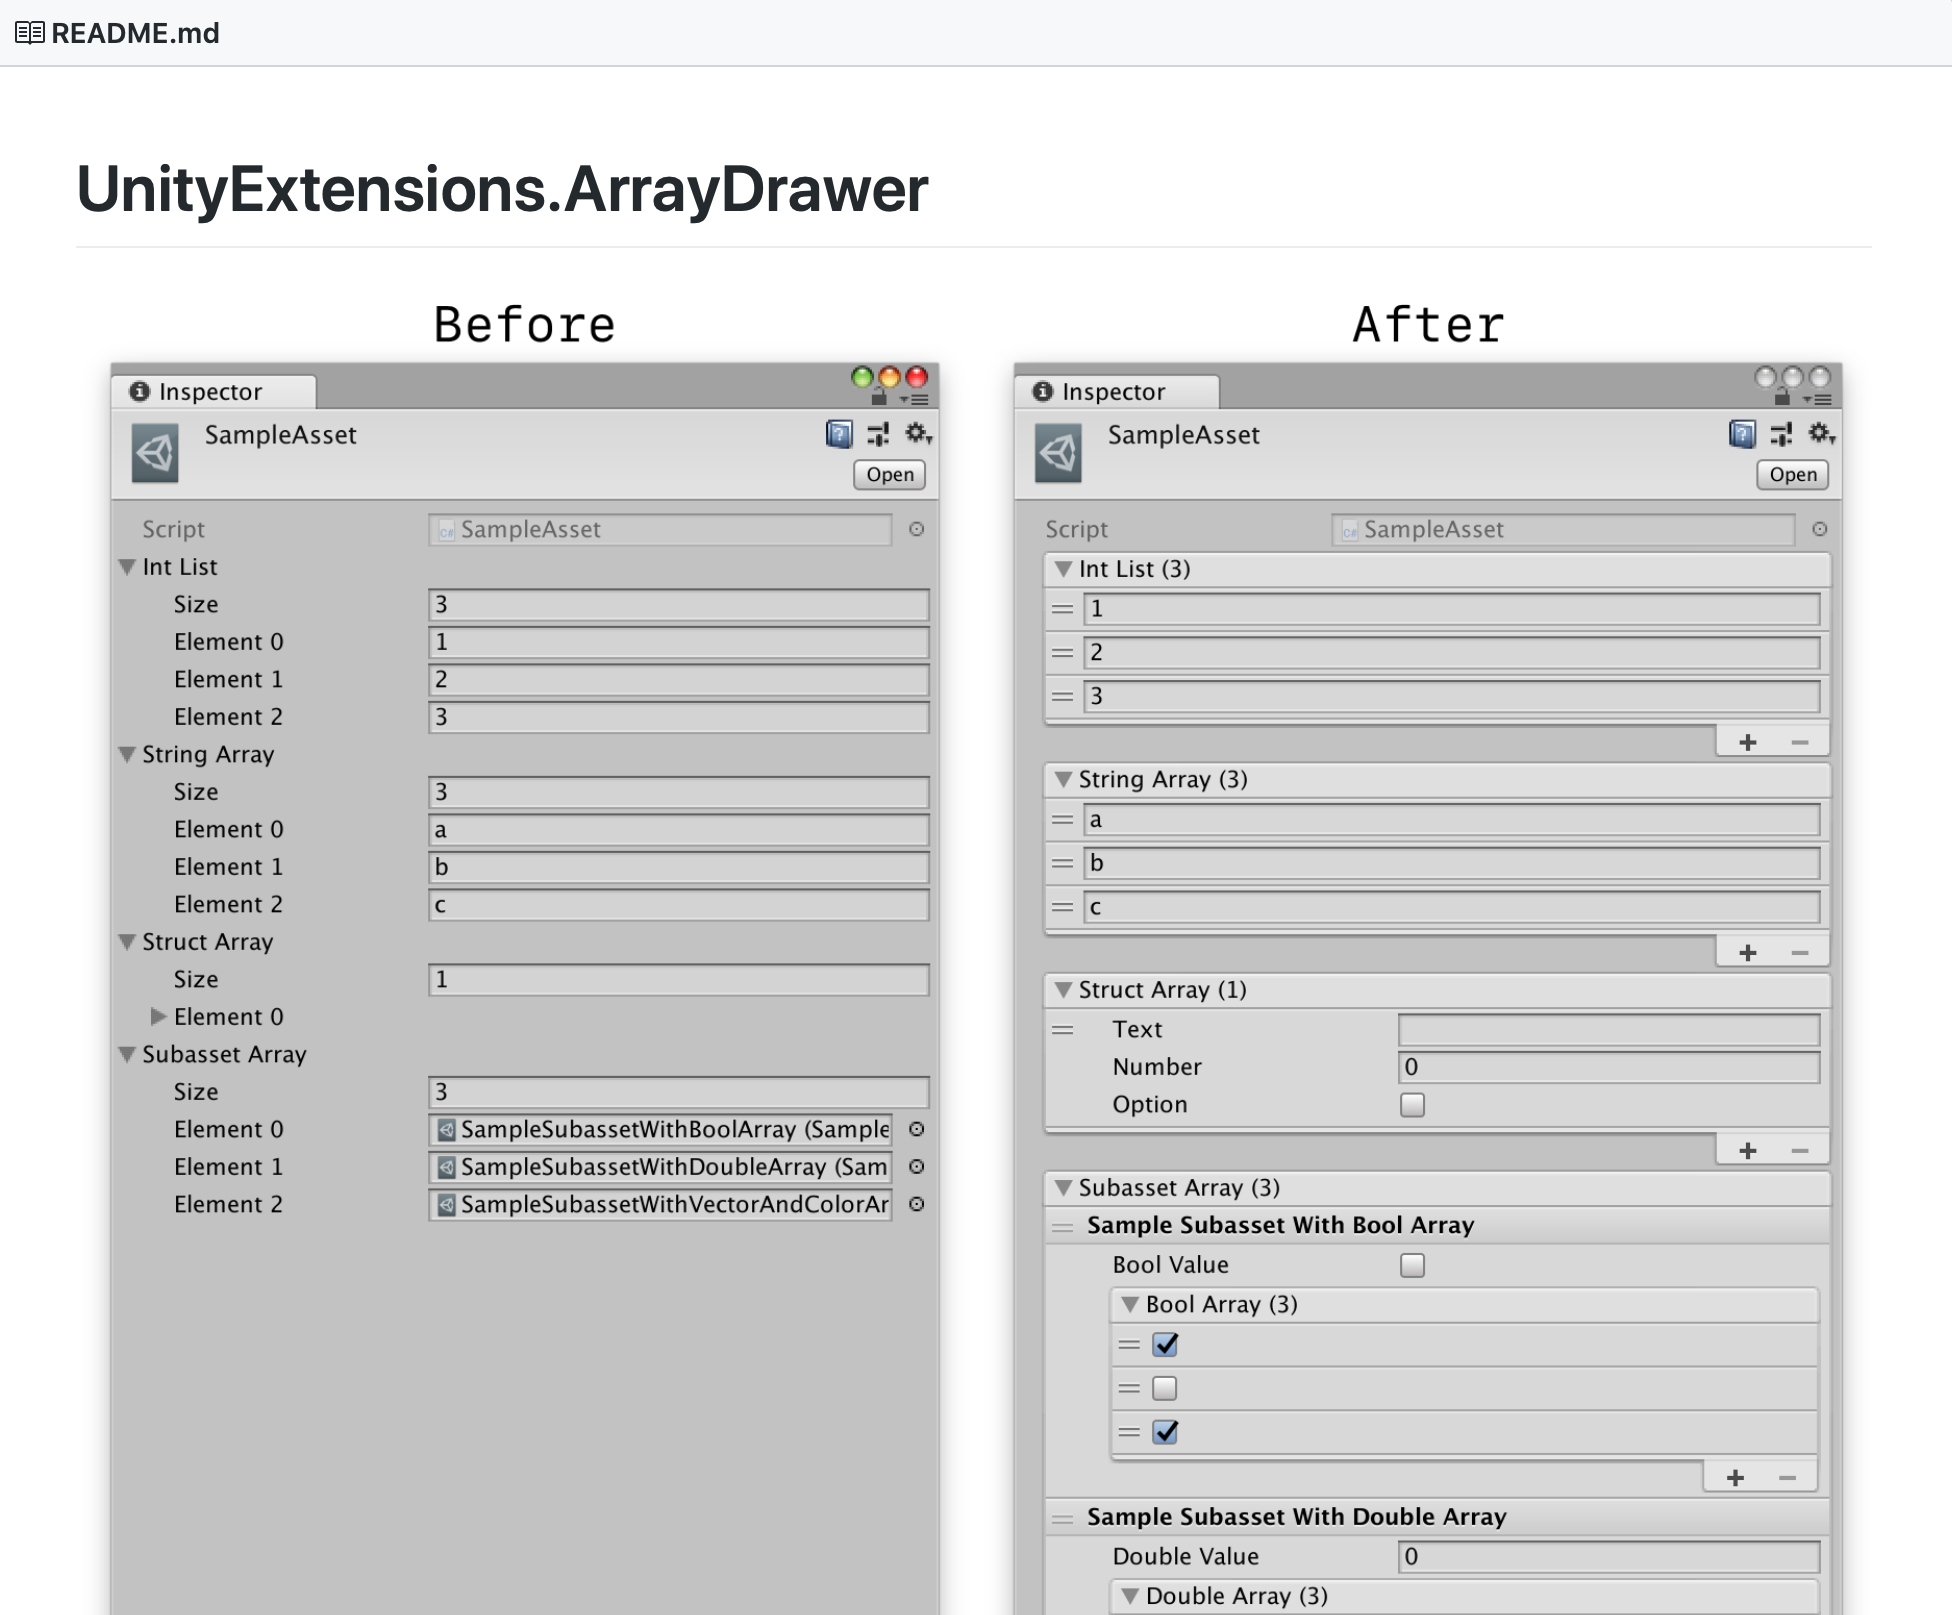 README.md
UnityExtensions.ArrayDrawer
Before
Inspector
SampleAsset
Open
Script SampleAsset
Int List
Size 3
Element 0 1
Element 1 2
Element 2 3
String Array
Size 3
Element 0 a
Element 1 b
Element 2 c
Struct Array
Size 1
Element 0
Subasset Array
Size 3
Element 0 SampleSubassetWithBoolArray (Sample
Element 1 SampleSubassetWithDoubleArray (Sam
Element 2 SampleSubassetWithVectorAndColorAr
After
Inspector
SampleAsset
Open
Script SampleAsset
Int List (3)
1
2
3
+ −
String Array (3)
a
b
c
+ −
Struct Array (1)
Text
Number 0
Option
+ −
Subasset Array (3)
Sample Subasset With Bool Array
Bool Value
Bool Array (3)
+ −
Sample Subasset With Double Array
Double Value 0
Double Array (3)